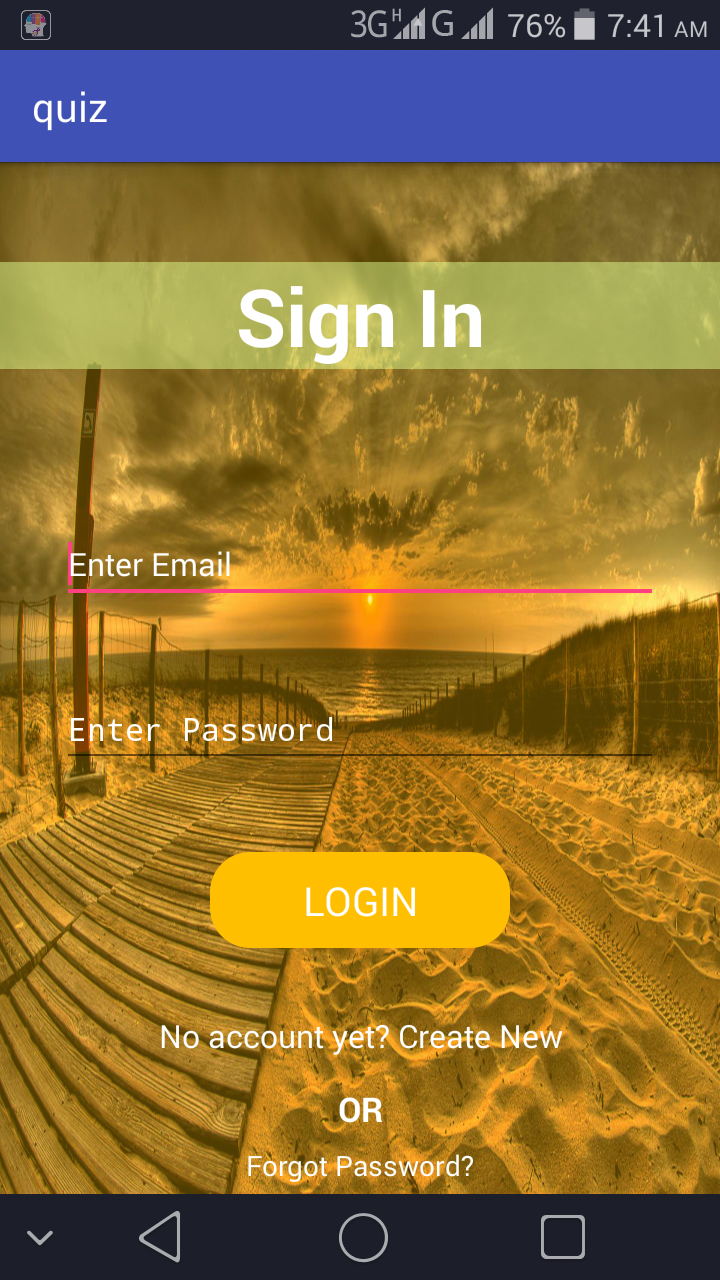 3G H G 76% 7:41 AM
quiz
Sign In
Enter Email
Enter Password
LOGIN
No account yet? Create New
OR
Forgot Password?